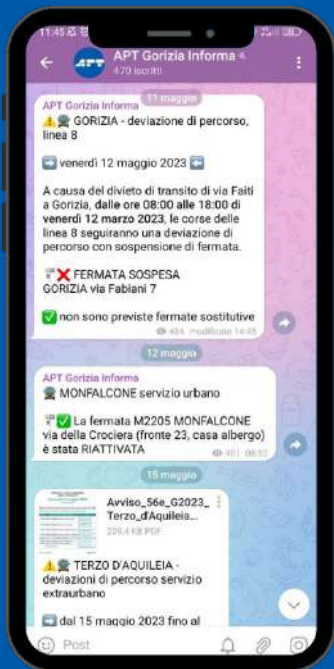 11:45
APT
APT Gorizia Informa
470 iscritti
11 maggio
APT Gorizia Informa
GORIZIA - deviazione di percorso,
linea 8
venerdì 12 maggio 2023
A causa del divieto di transito di via Faiti
a Gorizia, dalle ore 08:00 alle 18:00 di
venerdì 12 marzo 2023, le corse delle
linea 8 seguiranno una deviazione di
percorso con sospensione di fermata.
FERMATA SOSPESA
GORIZIA via Fabiani 7
non sono previste fermate sostitutive
484 modificato 14:45
12 maggio
APT Gorizia Informa
MONFALCONE servizio urbano
La fermata M2205 MONFALCONE
via della Crociera (fronte 23, casa albergo)
è stata RIATTIVATA
481 08:50
15 maggio
Avviso_56e_G2023_
Terzo_d'Aquileia...
226,4 KB PDF
TERZO D'AQUILEIA -
deviazioni di percorso servizio
extraurbano
dal 15 maggio 2023 fino al
Post